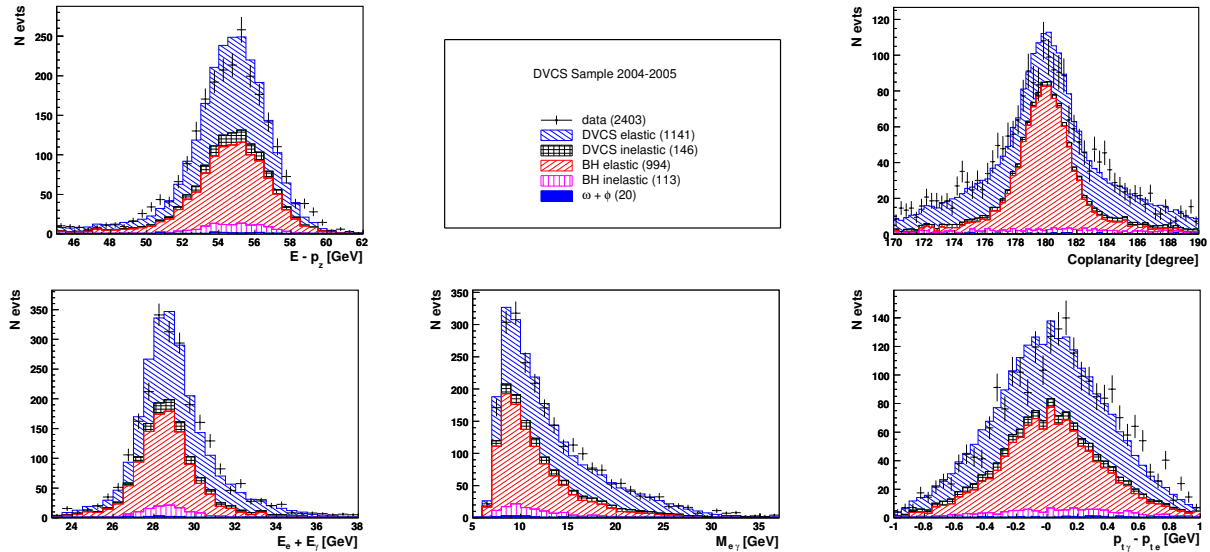 N evts
250
200
150
100
50
0
46 48 50 52 54 56 58 60 62
E - p_z [GeV]
DVCS Sample 2004-2005
data (2403)
DVCS elastic (1141)
DVCS inelastic (146)
BH elastic (994)
BH inelastic (113)
ω + φ (20)
N evts
120
100
80
60
40
20
0
170 172 174 176 178 180 182 184 186 188 190
Coplanarity [degree]
N evts
350
300
250
200
150
100
50
0
24 26 28 30 32 34 36 38
E_e + E_γ [GeV]
N evts
350
300
250
200
150
100
50
0
5 10 15 20 25 30 35
M_eγ [GeV]
N evts
140
120
100
80
60
40
20
0
-1 -0.8 -0.6 -0.4 -0.2 -0 0.2 0.4 0.6 0.8 1
p_tγ - p_te [GeV]